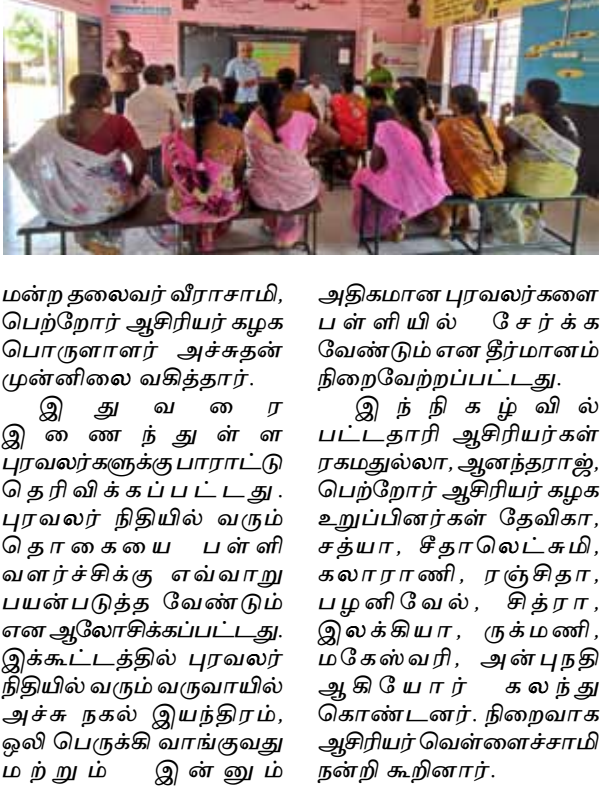 மன்ற தலைவர் வீராசாமி,
பெற்றோர் ஆசிரியர் கழக
பொருளாளர் அச்சுதன்
முன்னிலை வகித்தார்.
இதுவரை
இணைந்துள்ள
புரவலர்களுக்கு பாராட்டு
தெரிவிக்கப்பட்டது.
புரவலர் நிதியில் வரும்
தொகையை பள்ளி
வளர்ச்சிக்கு எவ்வாறு
பயன்படுத்த வேண்டும்
என ஆலோசிக்கப்பட்டது.
இக்கூட்டத்தில் புரவலர்
நிதியில் வரும் வருவாயில்
அச்சு நகல் இயந்திரம்,
ஒலி பெருக்கி வாங்குவது
மற்றும் இன்னும்
அதிகமான புரவலர்களை
பள்ளியில் சேர்க்க
வேண்டும் என தீர்மானம்
நிறைவேற்றப்பட்டது.
இந்நிகழ்வில்
பட்டதாரி ஆசிரியர்கள்
ரகமதுல்லா, ஆனந்தராஜ்,
பெற்றோர் ஆசிரியர் கழக
உறுப்பினர்கள் தேவிகா,
சத்யா, சீதாலெட்சுமி,
கலாராணி, ரஞ்சிதா,
பழனிவேல், சித்ரா,
இலக்கியா, ருக்மணி,
மகேஸ்வரி, அன்புநதி
ஆகியோர் கலந்து
கொண்டனர். நிறைவாக
ஆசிரியர் வெள்ளைச்சாமி
நன்றி கூறினார்.